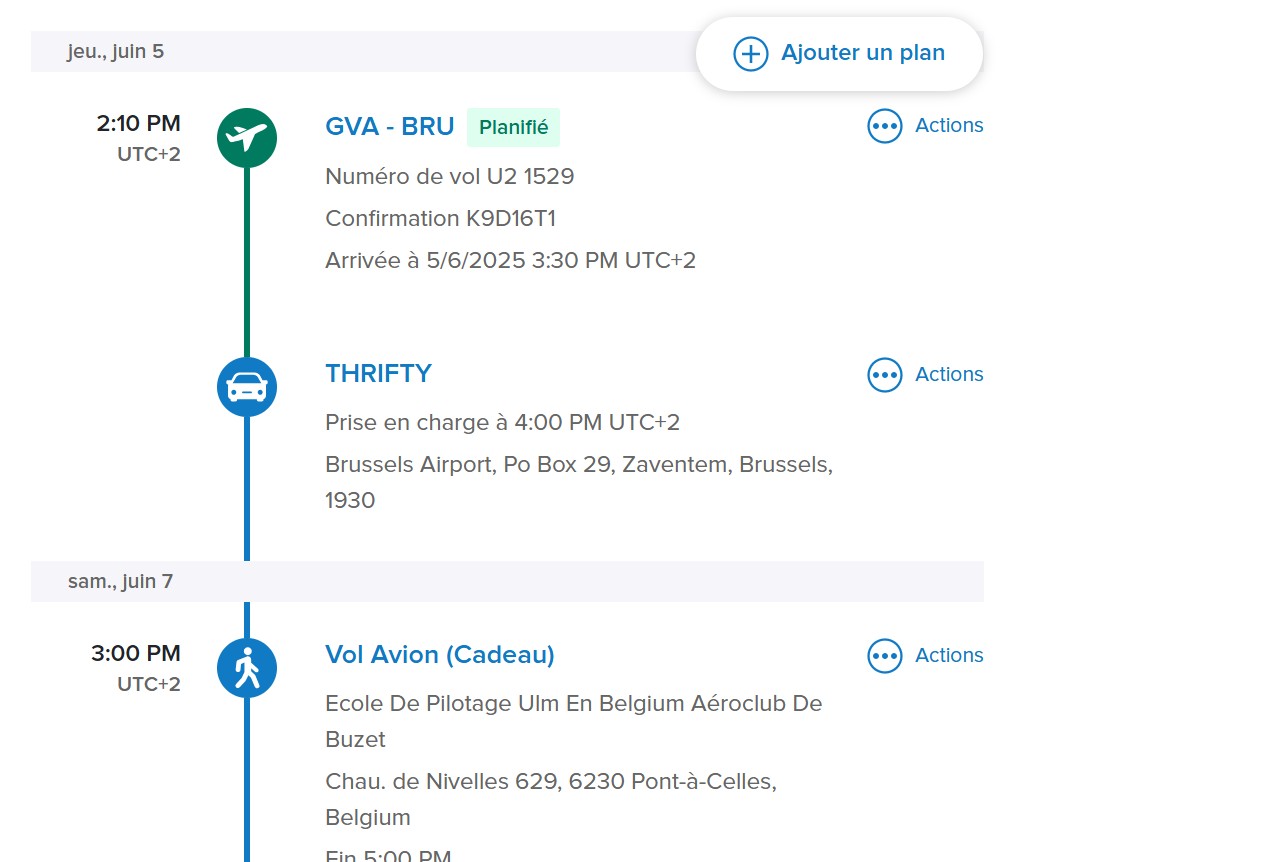 jeu., juin 5
Ajouter un plan
2:10 PM
UTC+2
GVA - BRU
Planifié
Actions
Numéro de vol U2 1529
Confirmation K9D16T1
Arrivée à 5/6/2025 3:30 PM UTC+2
THRIFTY
Actions
Prise en charge à 4:00 PM UTC+2
Brussels Airport, Po Box 29, Zaventem, Brussels,
1930
sam., juin 7
3:00 PM
UTC+2
Vol Avion (Cadeau)
Actions
Ecole De Pilotage Ulm En Belgium Aéroclub De
Buzet
Chau. de Nivelles 629, 6230 Pont-à-Celles,
Belgium
Fin 5:00 PM